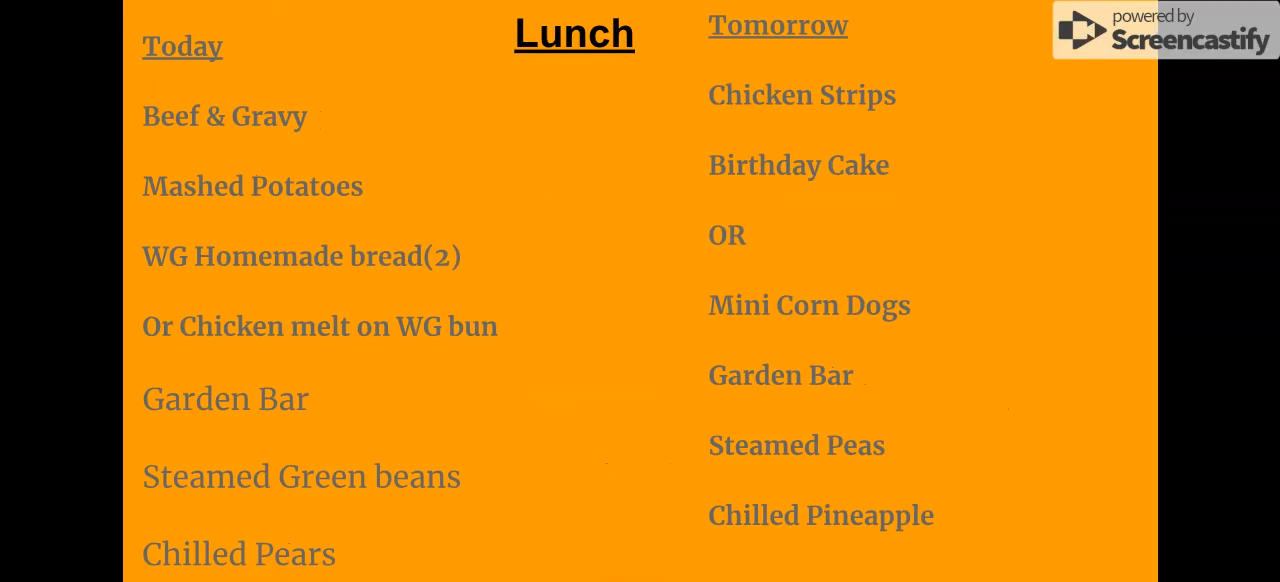 Lunch
Today
Beef & Gravy
Mashed Potatoes
WG Homemade bread(2)
Or Chicken melt on WG bun
Garden Bar
Steamed Green beans
Chilled Pears
Tomorrow
Chicken Strips
Birthday Cake
OR
Mini Corn Dogs
Garden Bar
Steamed Peas
Chilled Pineapple
powered by
Screencastify